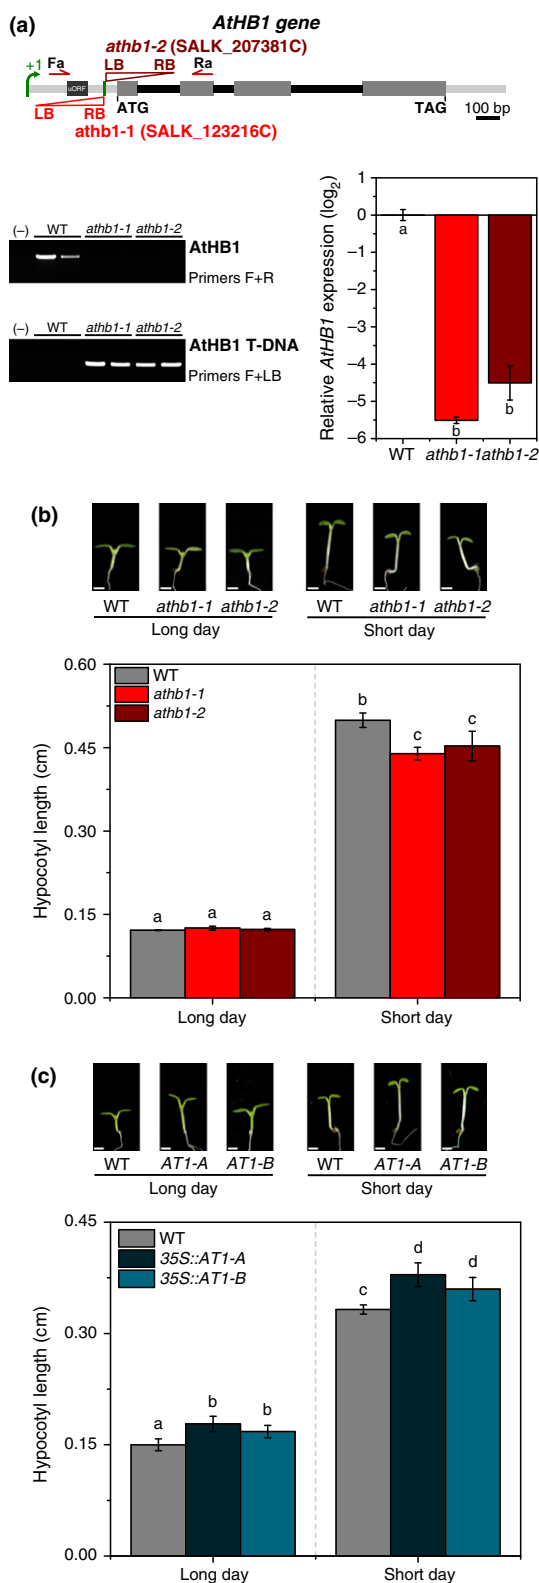 (a)
AtHB1 gene
athb1-2 (SALK_207381C)
+1
Fa
LB
RB
Ra
uORF
LB
RB
ATG
TAG
athb1-1 (SALK_123216C)
100 bp
(–)
WT
athb1-1
athb1-2
AtHB1
Primers F+R
(–)
WT
athb1-1
athb1-2
AtHB1 T-DNA
Primers F+LB
Relative AtHB1 expression (log2)
1
0
–1
–2
–3
–4
–5
–6
a
b
b
WT
athb1-1
athb1-2
(b)
WT
athb1-1
athb1-2
WT
athb1-1
athb1-2
Long day
Short day
Hypocotyl length (cm)
0.60
0.45
0.30
0.15
0.00
WT
athb1-1
athb1-2
a
a
a
b
c
c
Long day
Short day
(c)
WT
AT1-A
AT1-B
WT
AT1-A
AT1-B
Long day
Short day
Hypocotyl length (cm)
0.45
0.30
0.15
0.00
WT
35S::AT1-A
35S::AT1-B
a
b
b
c
d
d
Long day
Short day